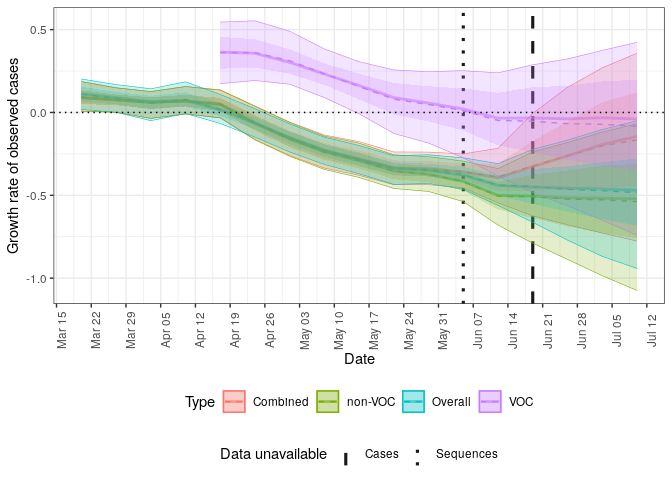 Growth rate of observed cases
0.5
0.0
-0.5
-1.0
Mar 15
Mar 22
Mar 29
Apr 05
Apr 12
Apr 19
Apr 26
May 03
May 10
May 17
May 24
May 31
Jun 07
Jun 14
Jun 21
Jun 28
Jul 05
Jul 12
Date
Type Combined non-VOC Overall VOC
Data unavailable Cases Sequences